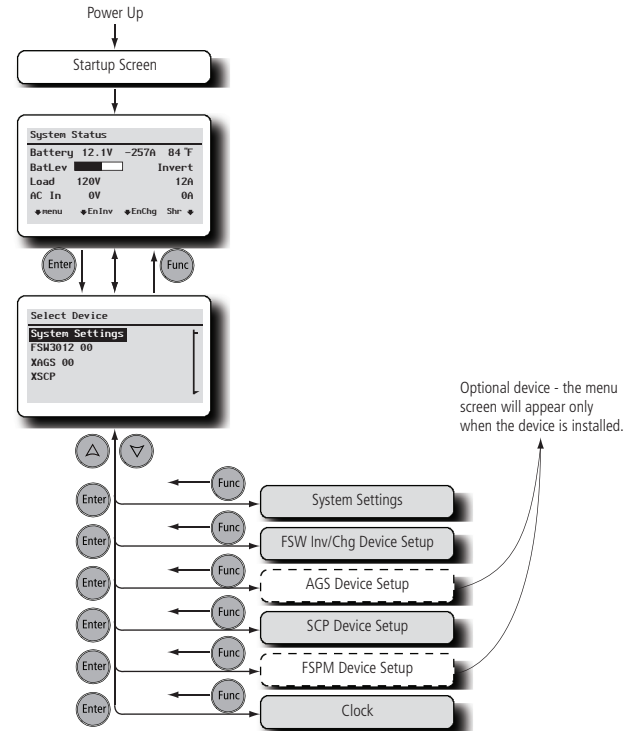 Power Up
Startup Screen
System Status
Battery 12.1V -257A 84°F
BatLev Invert
Load 120V 12A
AC In 0V 0A
menu EnInv EnChg Shr
Enter
Func
Select Device
System Settings
FSW3012 00
XAGS 00
XSCP
Optional device - the menu
screen will appear only
when the device is installed.
Func
Enter
System Settings
Func
Enter
FSW Inv/Chg Device Setup
Func
Enter
AGS Device Setup
Func
Enter
SCP Device Setup
Func
Enter
FSPM Device Setup
Func
Enter
Clock